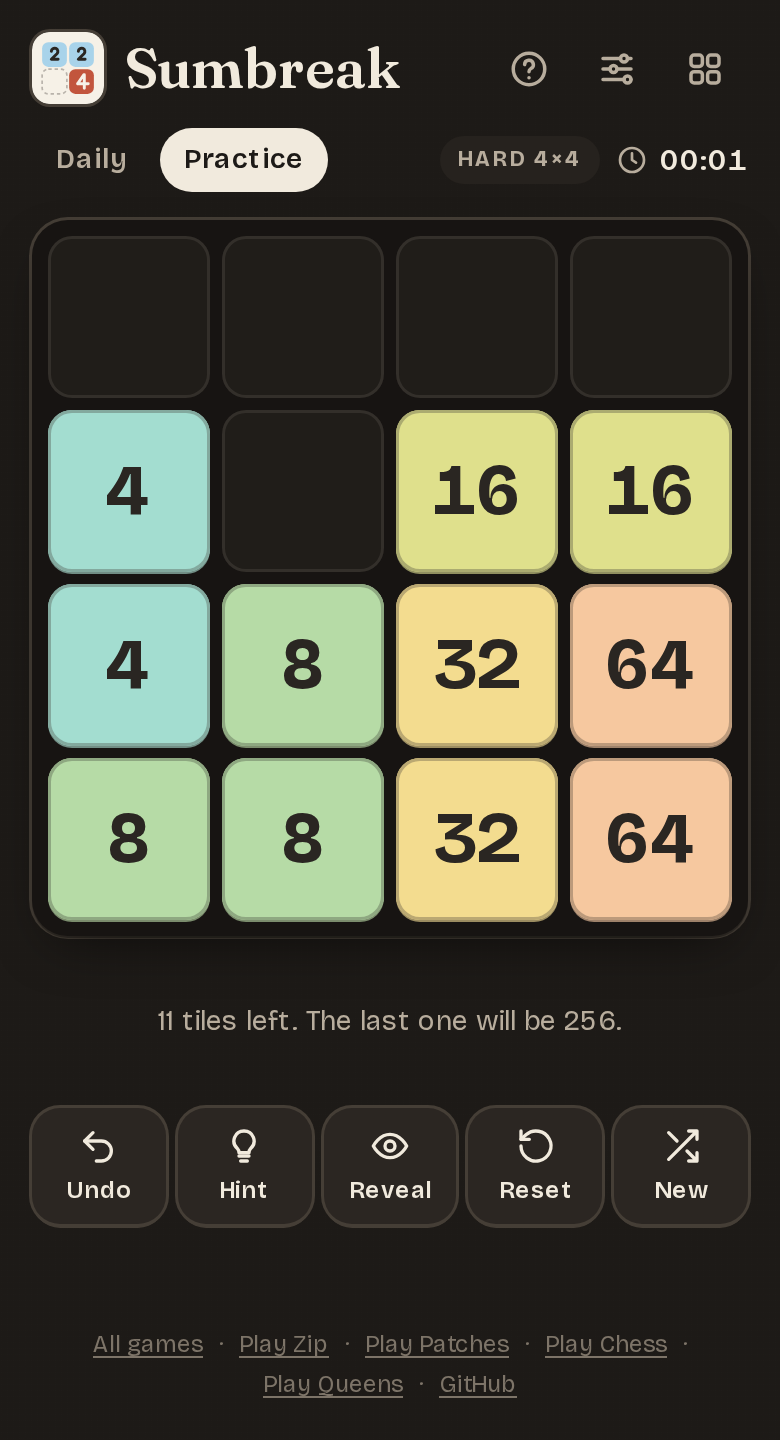 2 2
4
Sumbreak
Daily Practice HARD 4×4 00:01
4 16 16
4 8 32 64
8 8 32 64
11 tiles left. The last one will be 256.
Undo Hint Reveal Reset New
All games · Play Zip · Play Patches · Play Chess ·
Play Queens · GitHub